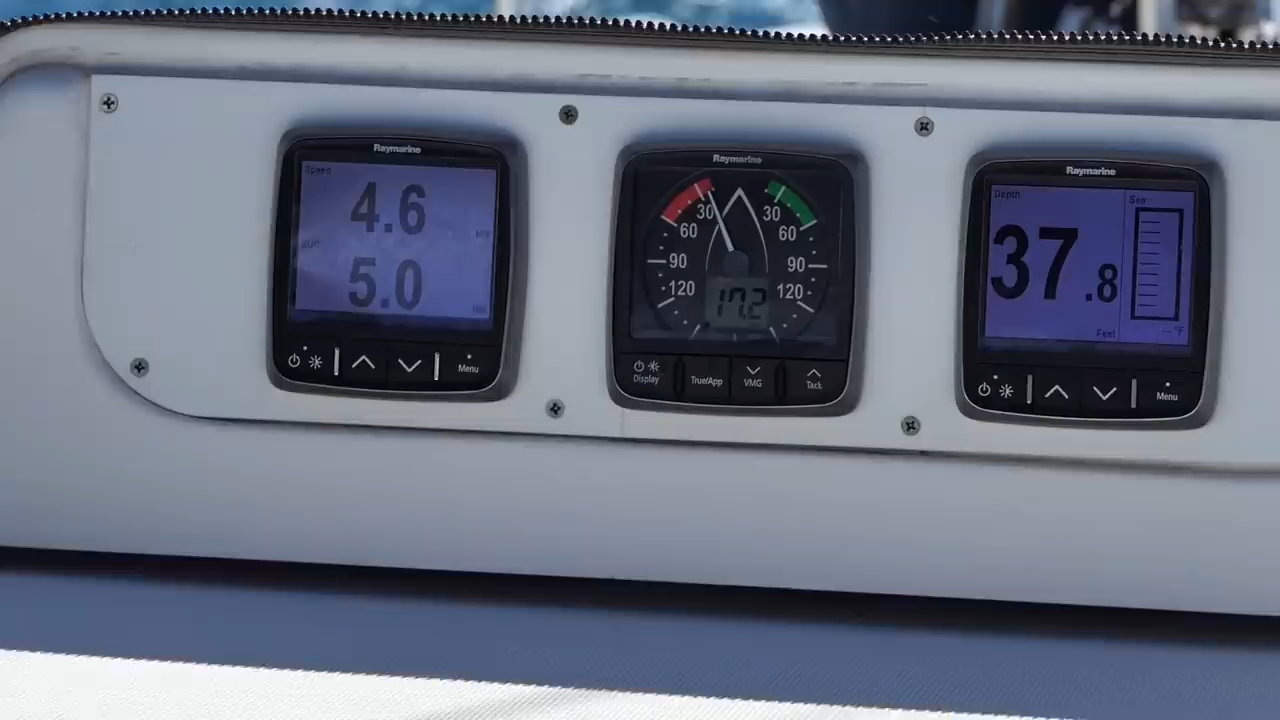 Raymarine
Speed
4.6
5.0
Menu
Raymarine
30 30
60 60
90 90
120 120
17.2
Display
True/App
VMG
Tack
Raymarine
Depth
Sea
37.8
Feet
--°F
Menu